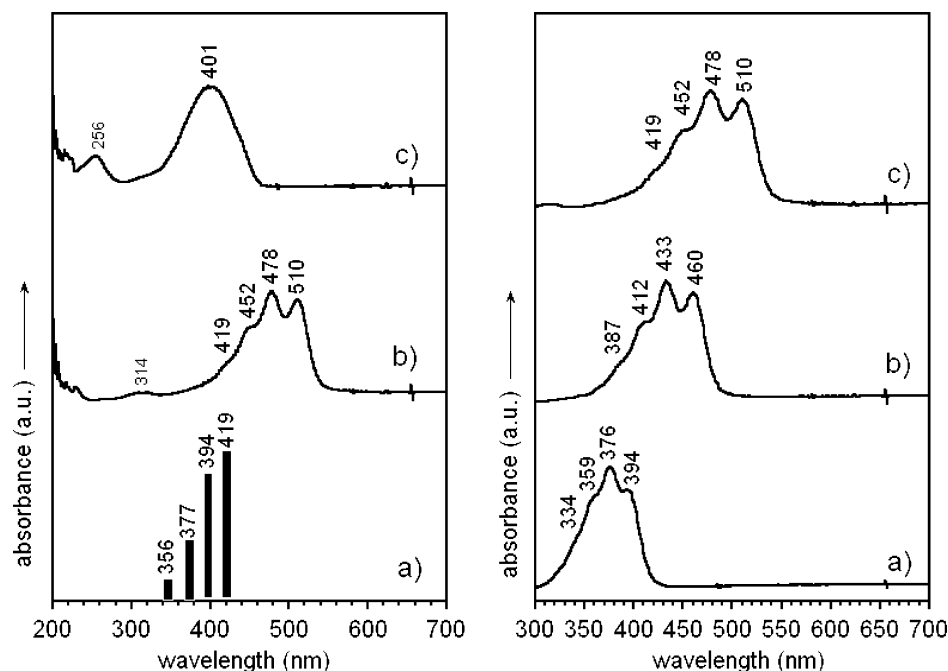 401
256
c)
419
452
478
510
314
b)
356
377
394
419
a)
200 300 400 500 600 700
wavelength (nm)
absorbance (a.u.)
419
452
478
510
c)
387
412
433
460
b)
334
359
376
394
a)
300 350 400 450 500 550 600 650 700
wavelength (nm)
absorbance (a.u.)